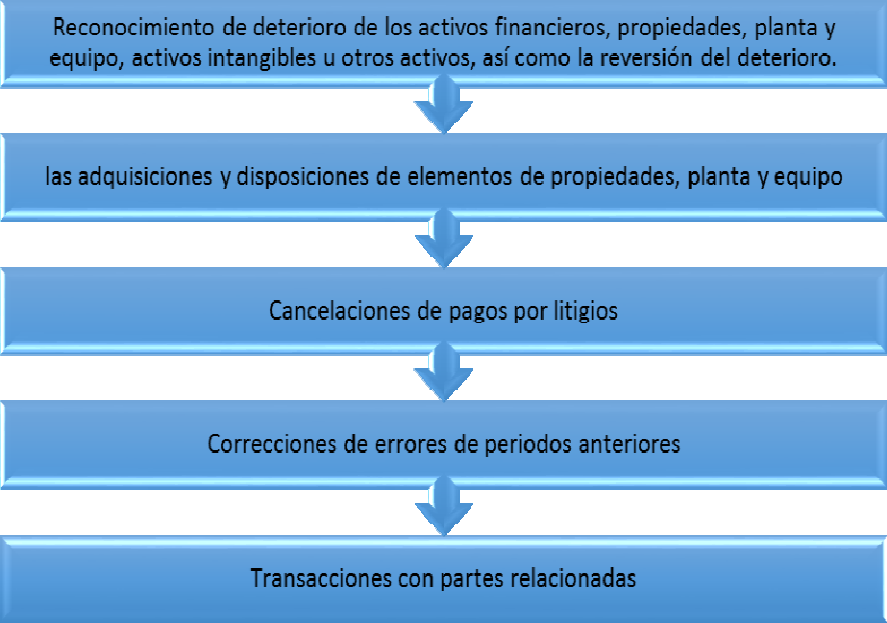 Reconocimiento de deterioro de los activos financieros, propiedades, planta y
equipo, activos intangibles u otros activos, así como la reversión del deterioro.
las adquisiciones y disposiciones de elementos de propiedades, planta y equipo
Cancelaciones de pagos por litigios
Correcciones de errores de periodos anteriores
Transacciones con partes relacionadas